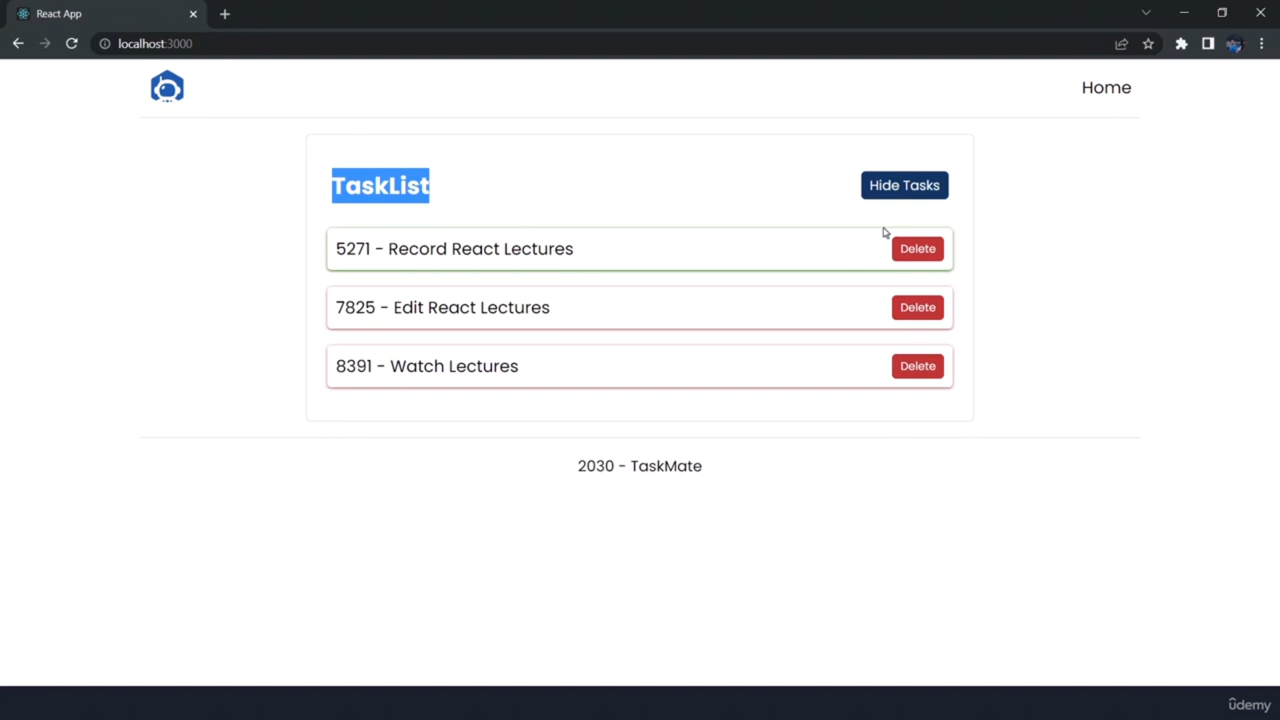 React App
localhost:3000
Home
TaskList
Hide Tasks
5271 - Record React Lectures
Delete
7825 - Edit React Lectures
Delete
8391 - Watch Lectures
Delete
2030 - TaskMate
ûdemy